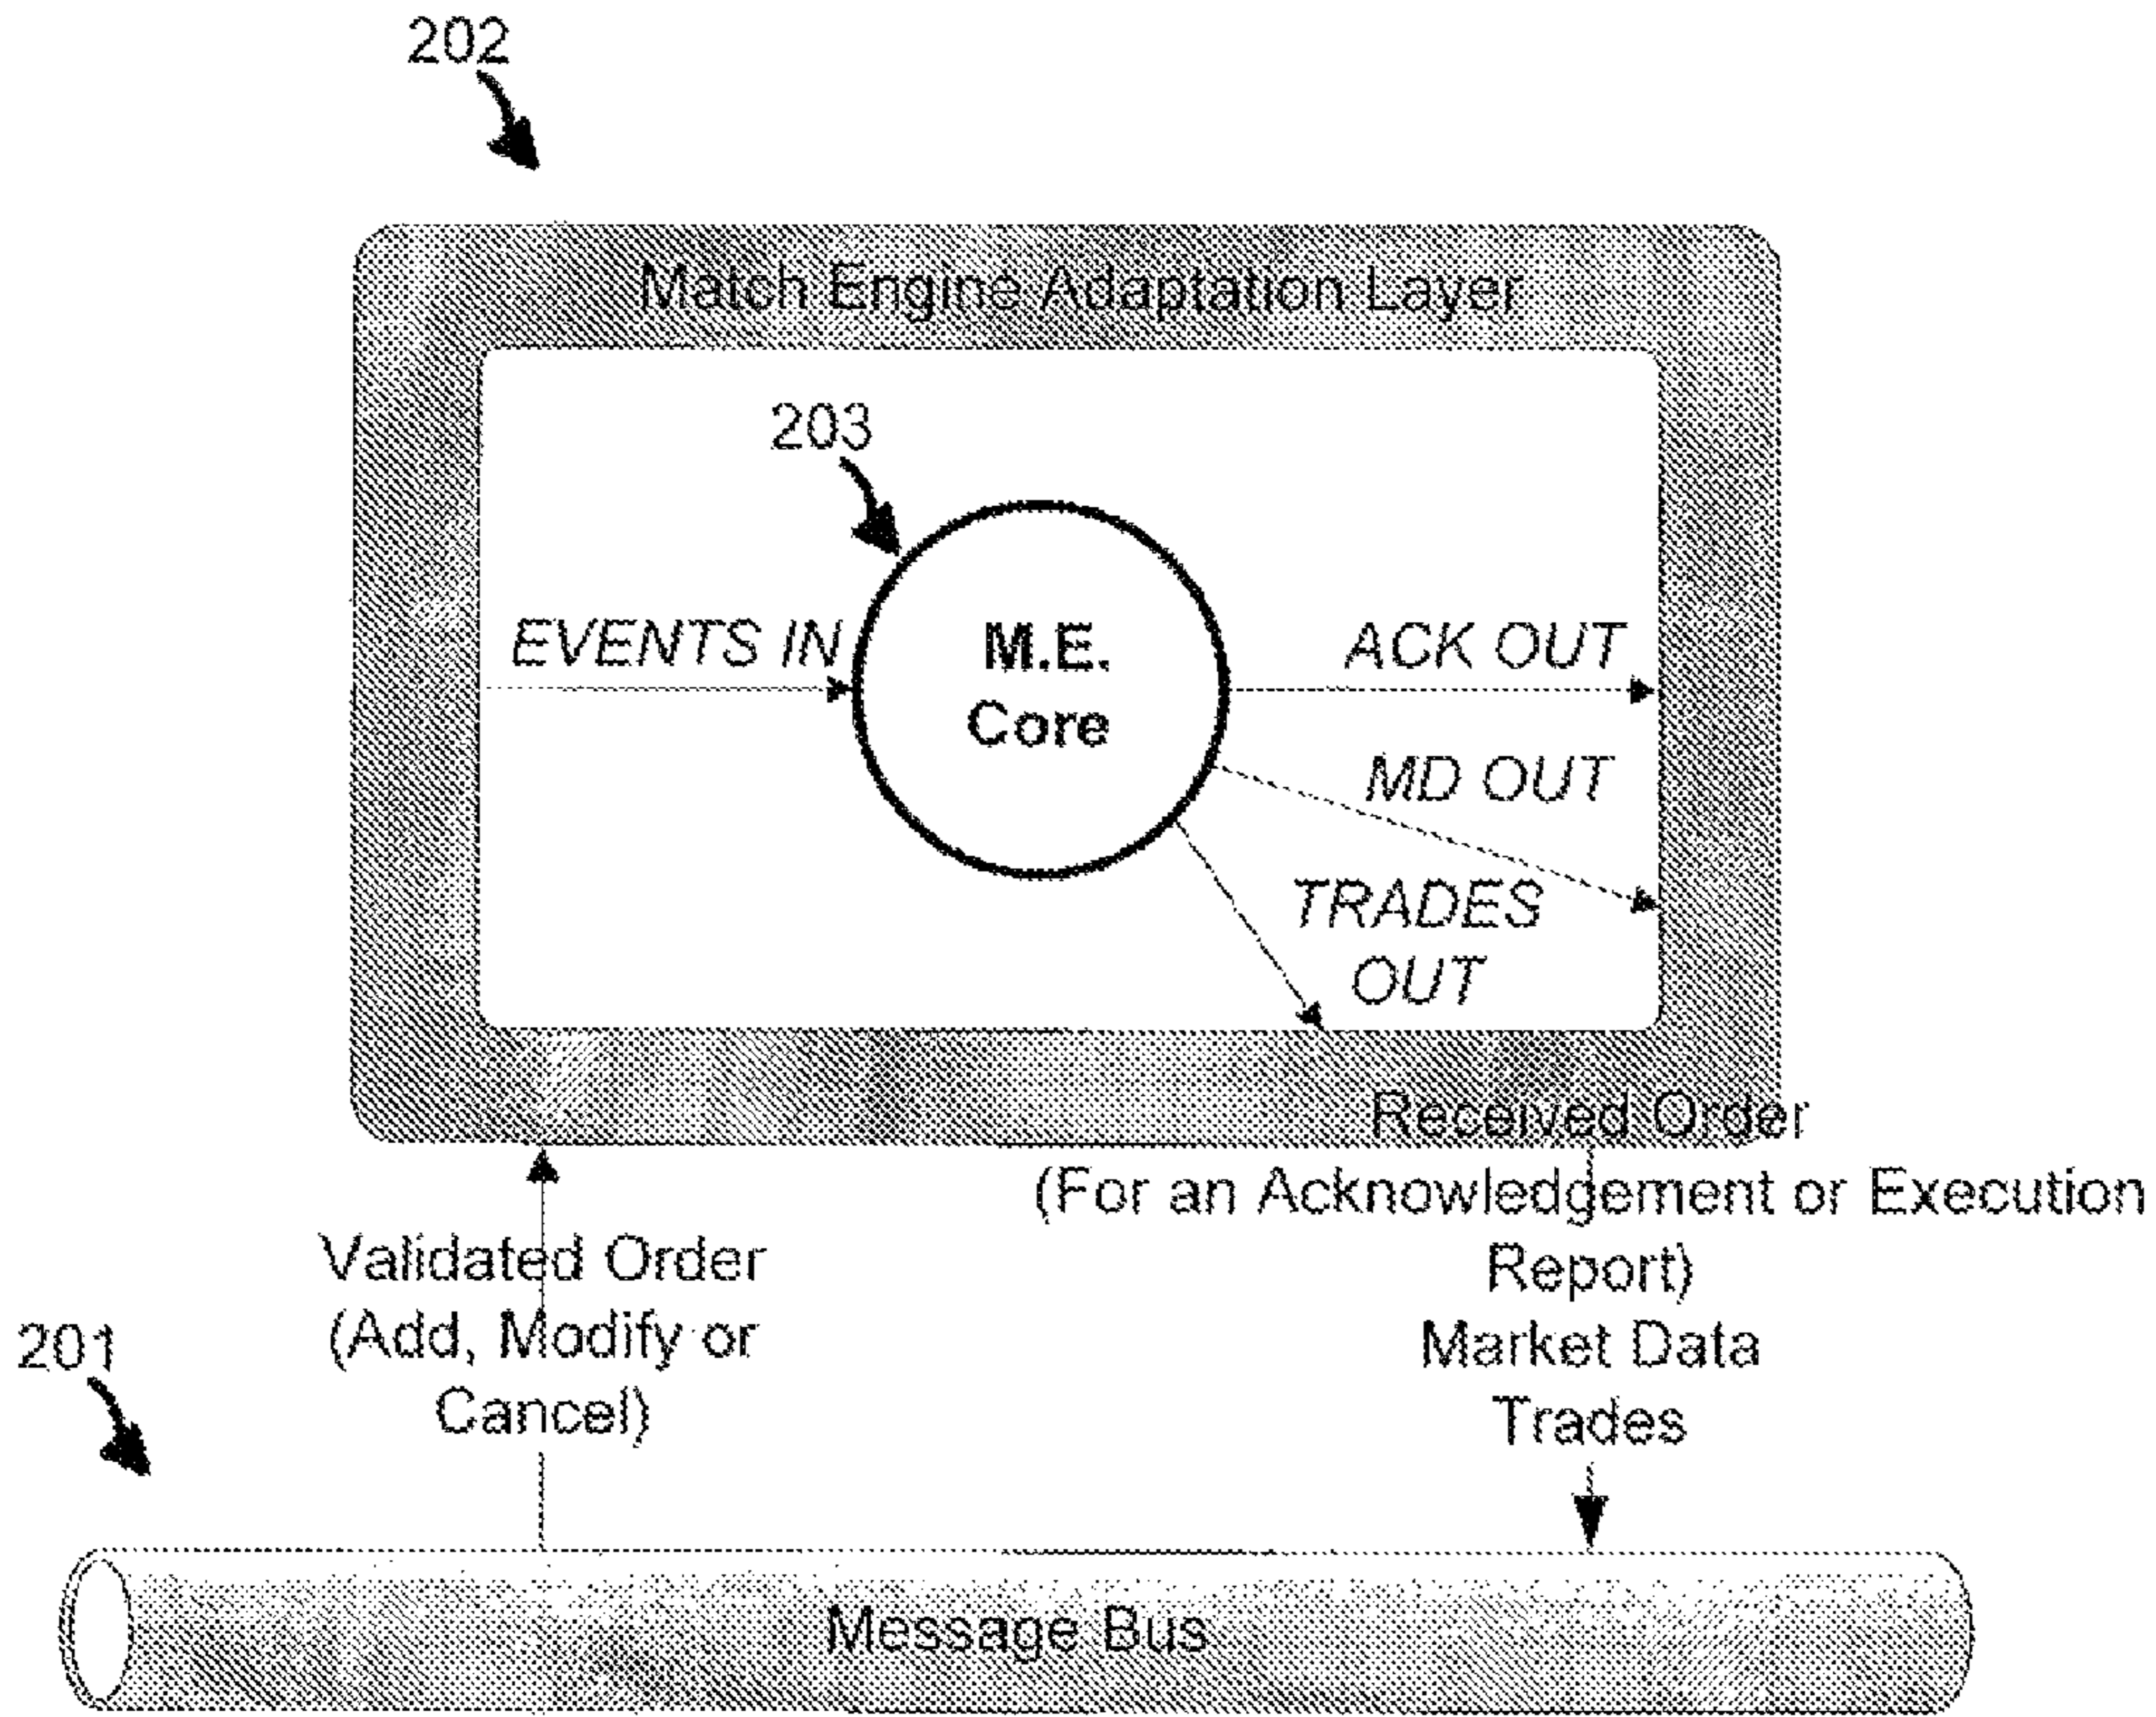 202
Match Engine Adaptation Layer
203
EVENTS IN
M.E.
Core
ACK OUT
MD OUT
TRADES
OUT
Received Order
(For an Acknowledgement or Execution
Report)
Market Data
Trades
Validated Order
(Add, Modify or
Cancel)
201
Message Bus